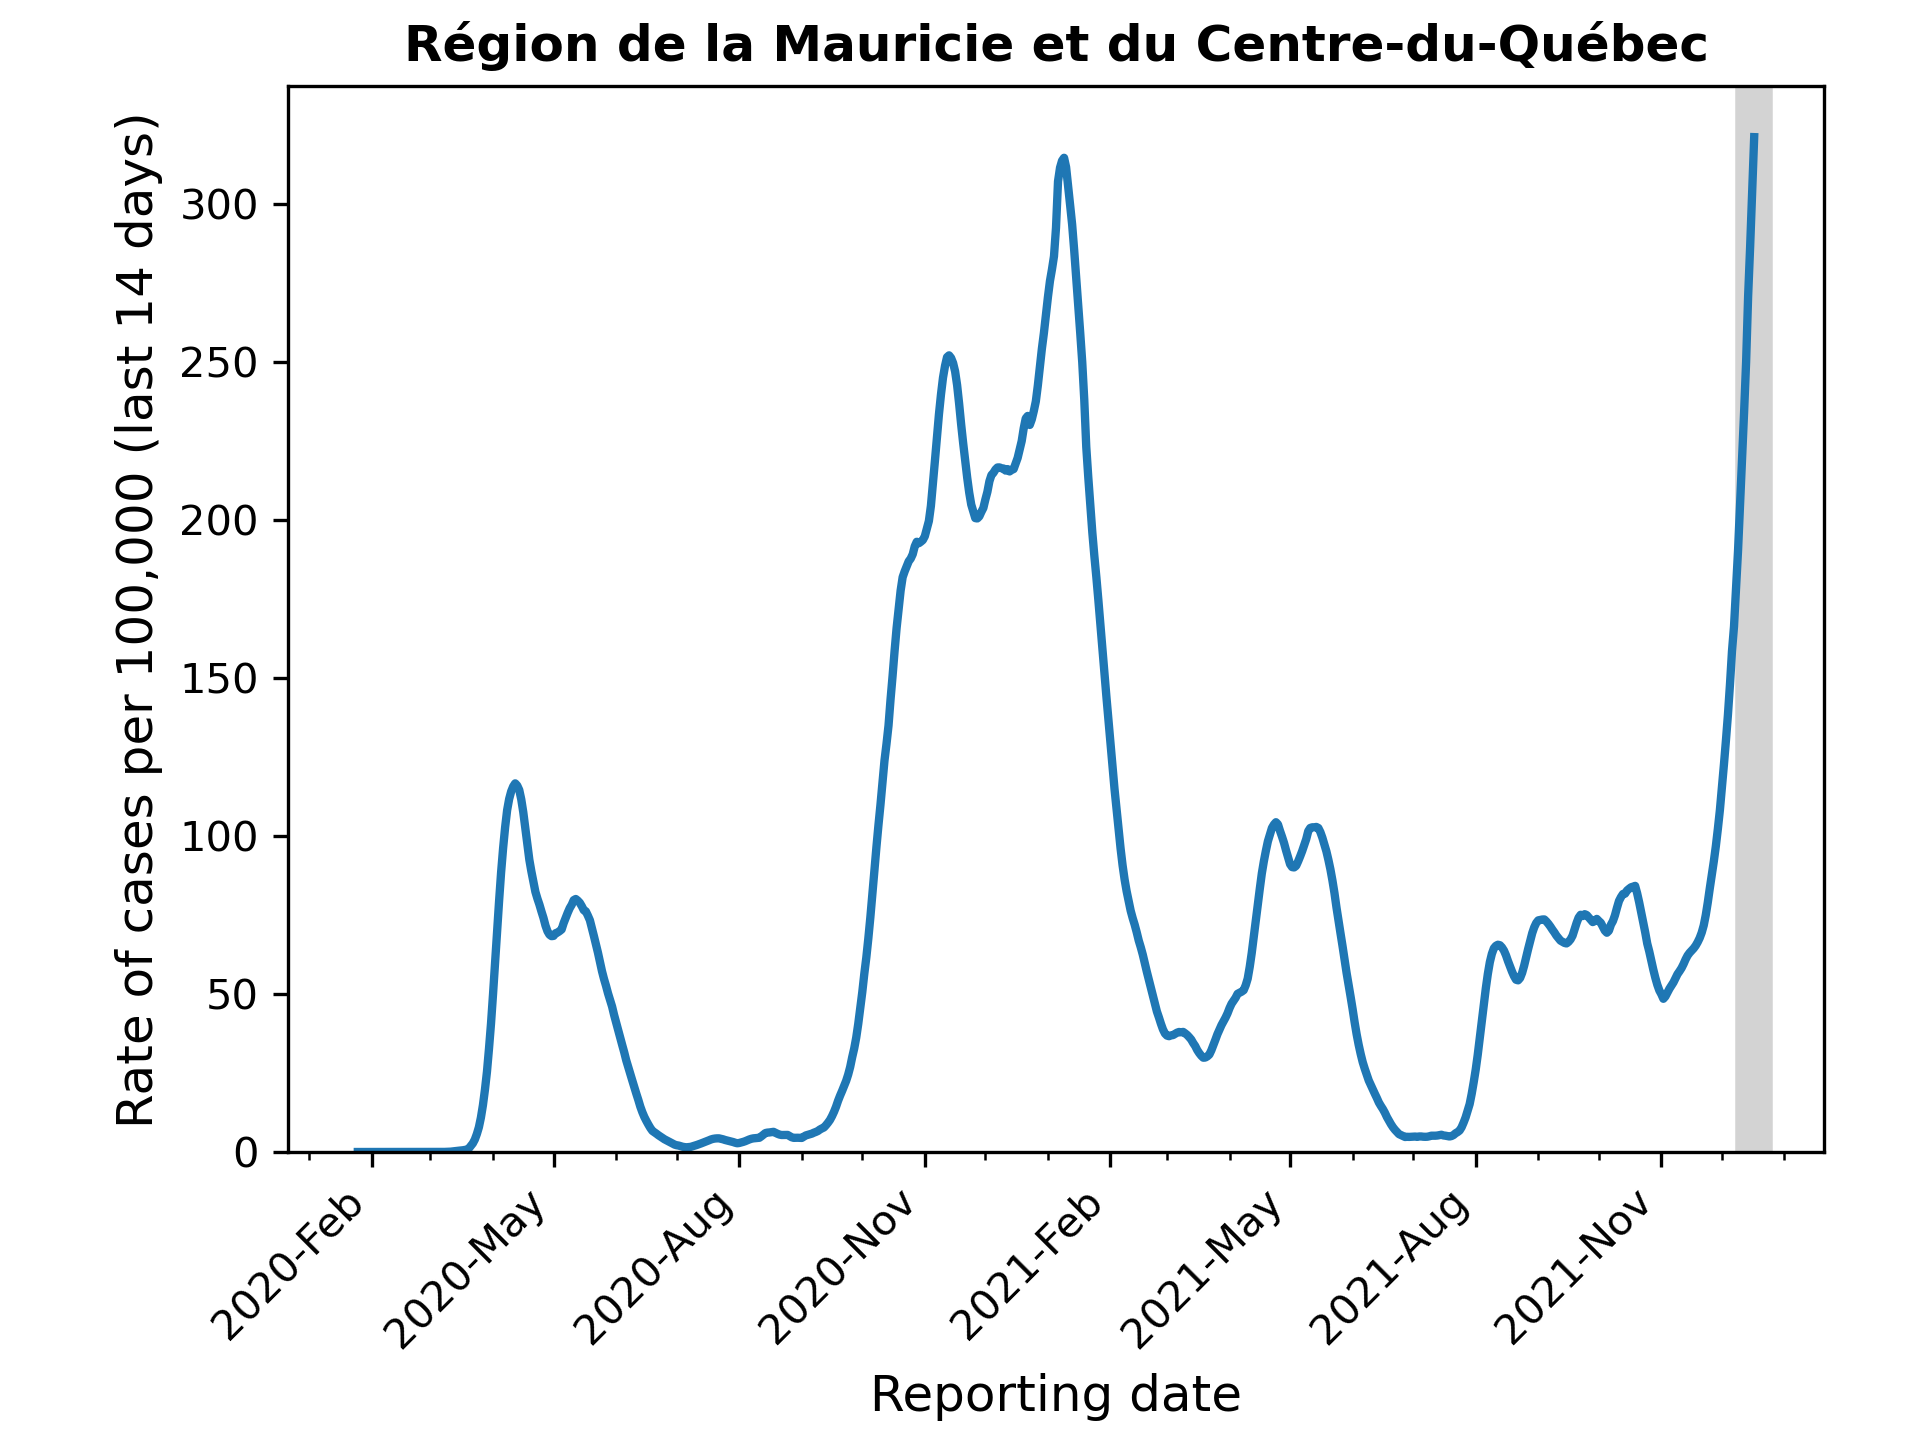 Région de la Mauricie et du Centre-du-Québec
Rate of cases per 100,000 (last 14 days)
300
250
200
150
100
50
0
2020-Feb
2020-May
2020-Aug
2020-Nov
2021-Feb
2021-May
2021-Aug
2021-Nov
Reporting date